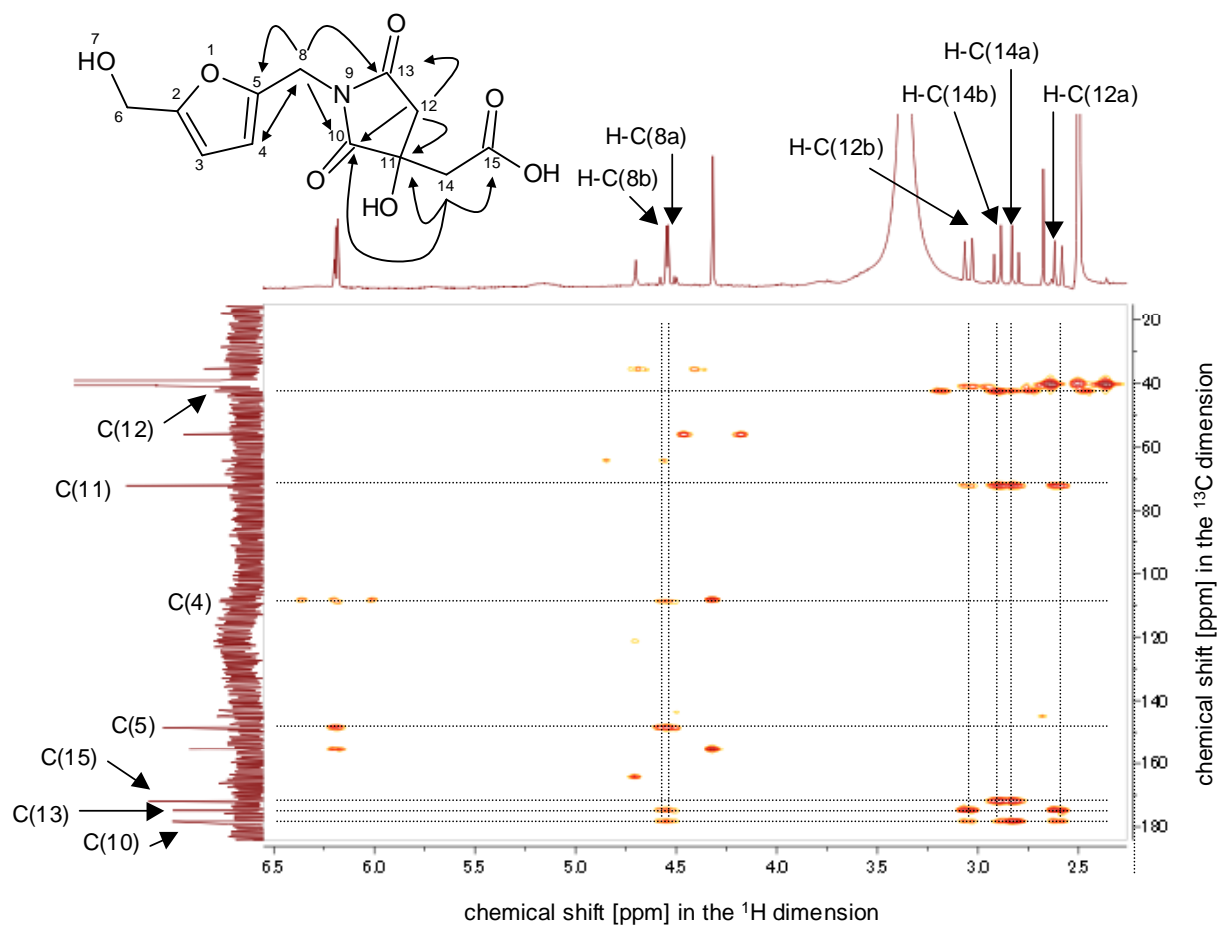 O
7
HO
8
1
O
9
N
13
O
5
2
6
12
10
3
4
O
11
15
OH
14
O
HO
H-C(14a)
H-C(14b)
H-C(12a)
H-C(8a)
H-C(12b)
H-C(8b)
C(12)
C(11)
C(4)
C(5)
C(15)
C(13)
C(10)
20
40
60
80
100
120
140
160
180
chemical shift [ppm] in the ¹³C dimension
6.5 6.0 5.5 5.0 4.5 4.0 3.5 3.0 2.5
chemical shift [ppm] in the ¹H dimension